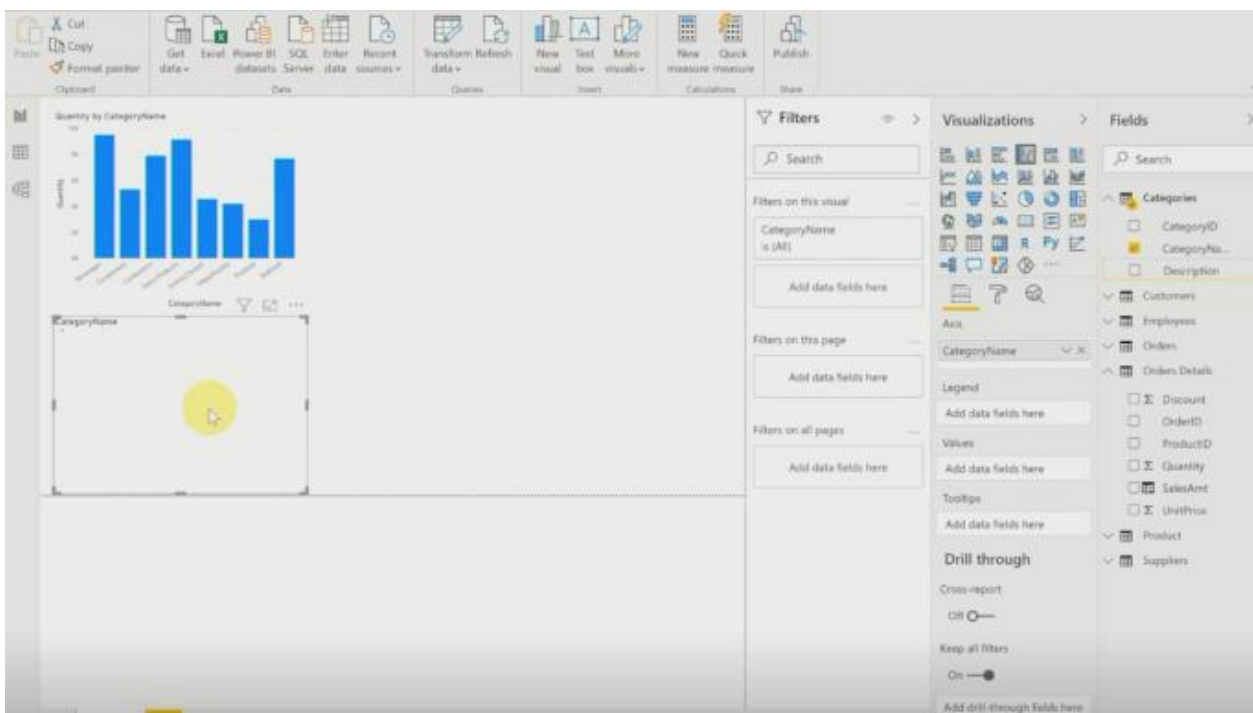 Cut
Copy
Format painter
Paste
Clipboard
Get data
Excel
Power BI datasets
SQL Server
Enter data
Recent sources
Data
Transform data
Refresh
Queries
New visual
Text box
More visuals
Insert
New measure
Quick measure
Calculations
Publish
Share
Quantity by CategoryName
Quantity
CategoryName
CategoryName
Filters
Search
Filters on this visual
CategoryName
is (All)
Add data fields here
Filters on this page
Add data fields here
Filters on all pages
Add data fields here
Visualizations
R
Py
Axis
CategoryName
Legend
Add data fields here
Values
Add data fields here
Tooltips
Add data fields here
Drill through
Cross-report
Off
Keep all filters
On
Add drill-through fields here
Fields
Search
Categories
CategoryID
CategoryNa...
Description
Customers
Employees
Orders
Orders Details
Σ Discount
OrderID
ProductID
Σ Quantity
SalesAmt
Σ UnitPrice
Product
Suppliers